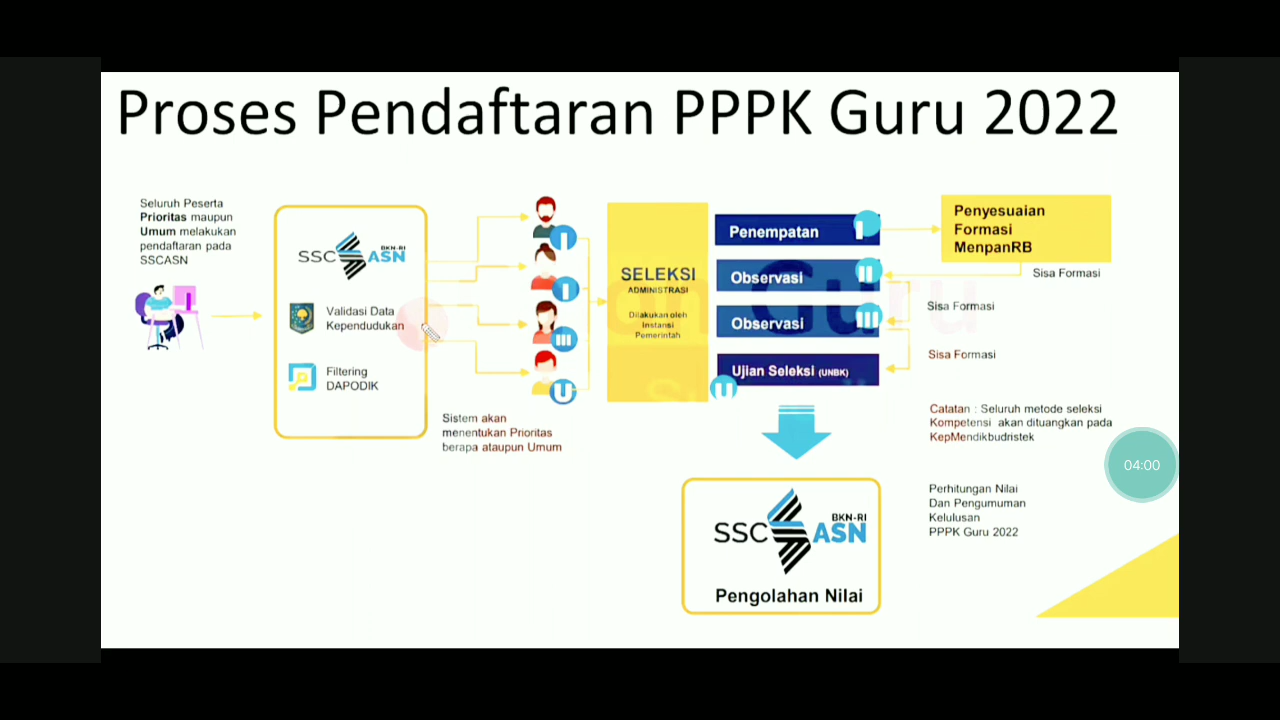 Proses Pendaftaran PPPK Guru 2022
Seluruh Peserta
Prioritas maupun
Umum melakukan
pendaftaran pada
SSCASN
BKN-RI
SSC ASN
Validasi Data
Kependudukan
Filtering
DAPODIK
I
I
III
U
Sistem akan
menentukan Prioritas
berapa ataupun Umum
SELEKSI
ADMINISTRASI
Dilakukan oleh
Instansi
Pemerintah
Penempatan I
Observasi II
Observasi III
Ujian Seleksi (UNBK)
U
Guru
Penyesuaian
Formasi
MenpanRB
Sisa Formasi
Sisa Formasi
Sisa Formasi
Catatan : Seluruh metode seleksi
Kompetensi akan dituangkan pada
KepMendikbudristek
04:00
BKN-RI
SSC ASN
Pengolahan Nilai
Perhitungan Nilai
Dan Pengumuman
Kelulusan
PPPK Guru 2022